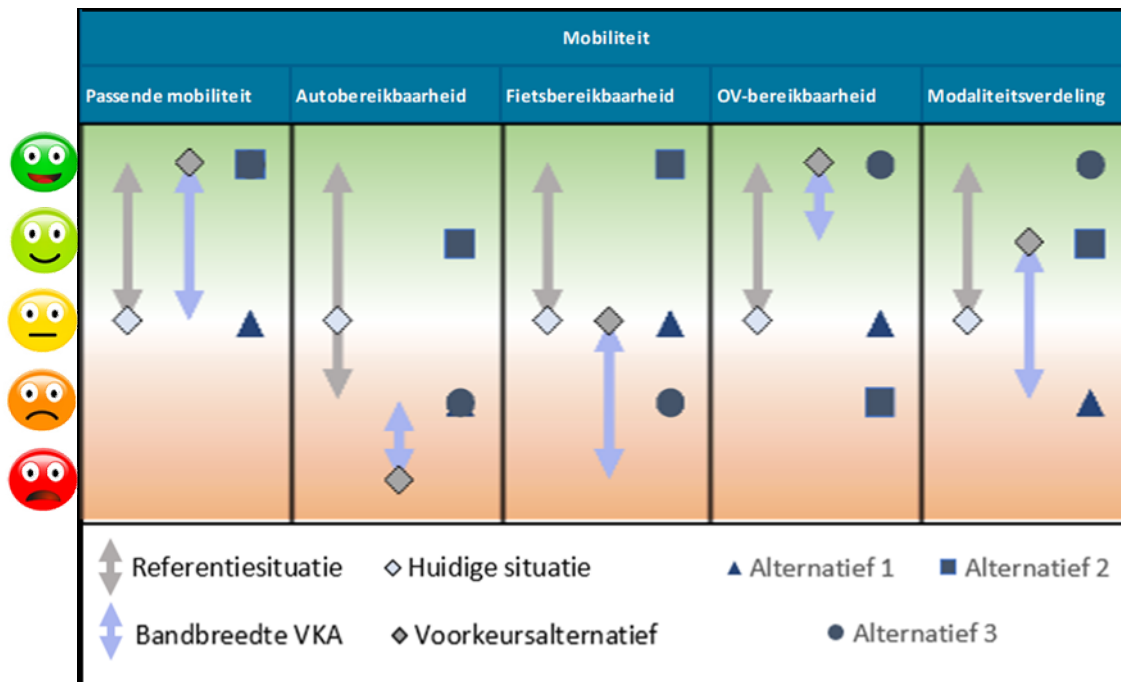 Mobiliteit
Passende mobiliteit
Autobereikbaarheid
Fietsbereikbaarheid
OV-bereikbaarheid
Modaliteitsverdeling
Referentiesituatie
Huidige situatie
Alternatief 1
Alternatief 2
Bandbreedte VKA
Voorkeursalternatief
Alternatief 3